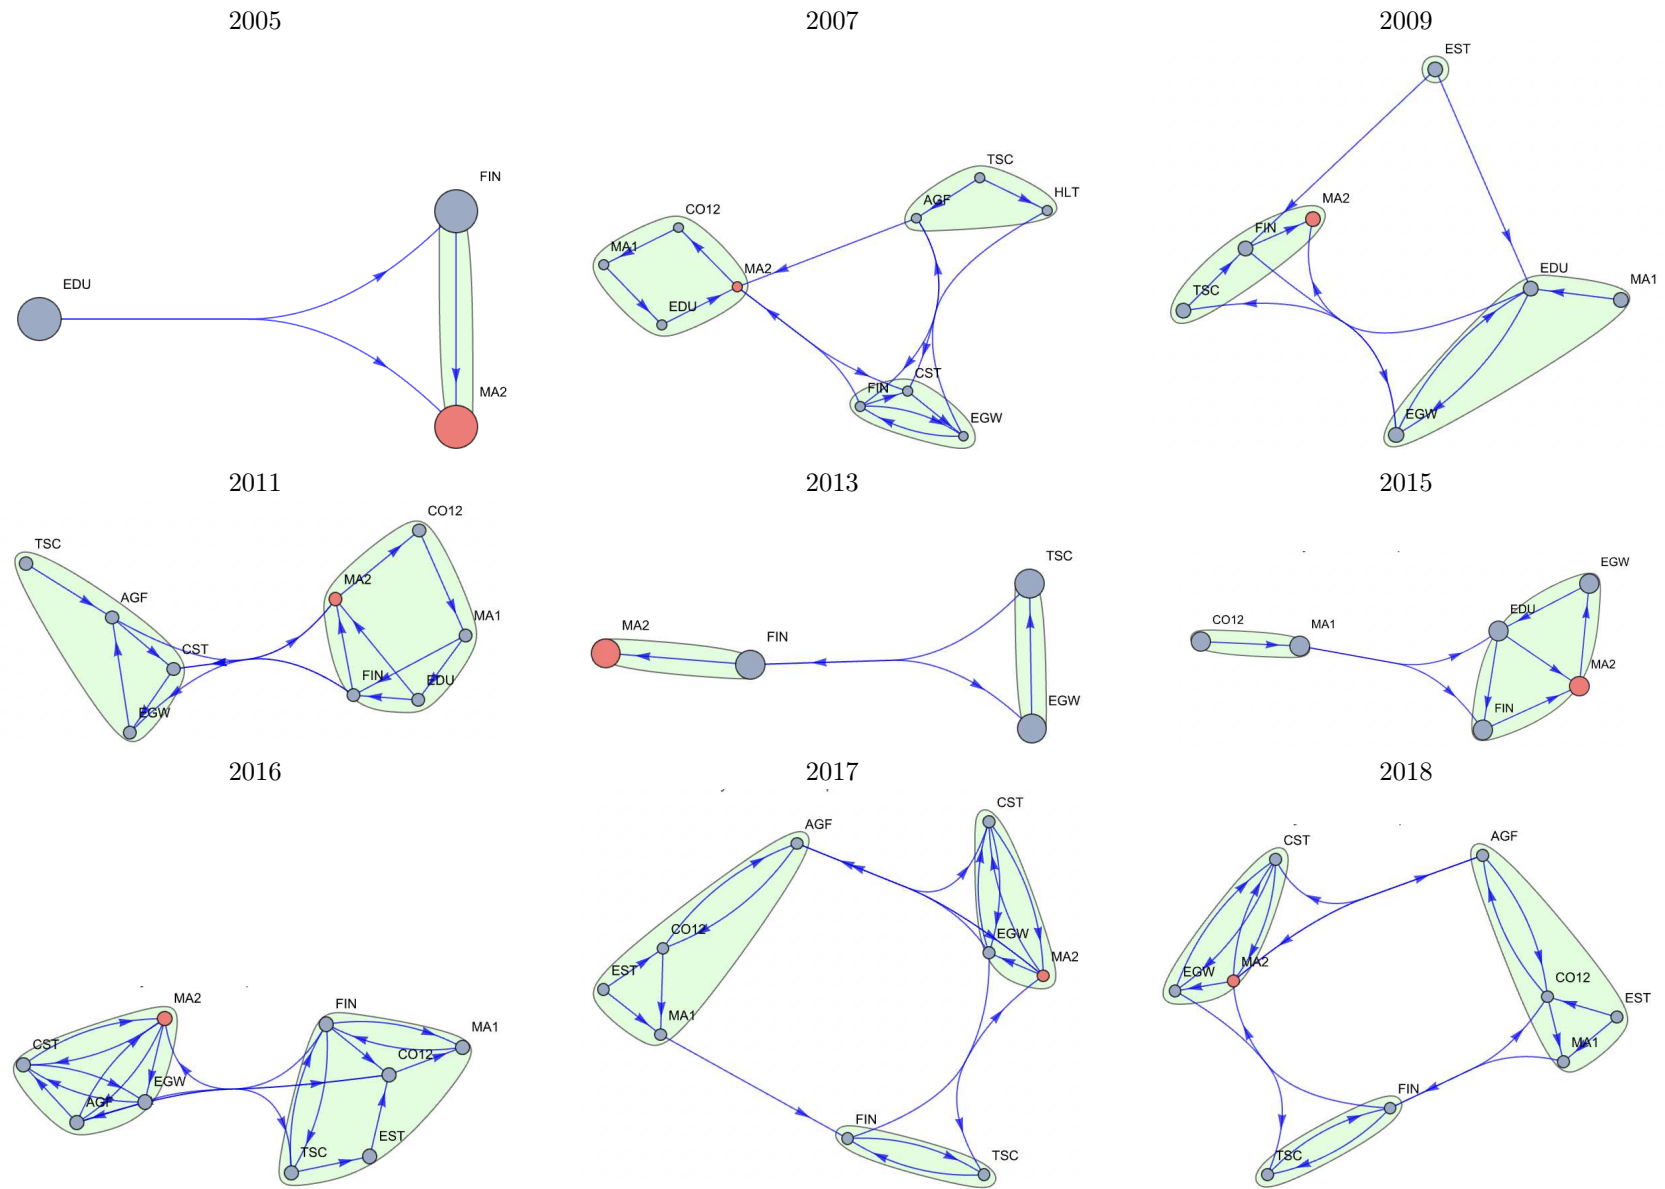 2005
2007
2009
EDU
FIN
MA2
TSC
HLT
AGF
CO12
MA1
MA2
EDU
FIN
CST
EGW
EST
MA2
FIN
TSC
EDU
MA1
EGW
2011
2013
2015
TSC
AGF
CST
EGW
CO12
MA2
MA1
FIN
EDU
MA2
FIN
TSC
EGW
CO12
MA1
EGW
EDU
MA2
FIN
2016
2017
2018
MA2
CST
EGW
AGF
FIN
MA1
CO12
EST
TSC
AGF
CST
CO12
EST
MA1
EGW
MA2
FIN
TSC
CST
AGF
EGW
MA2
CO12
EST
MA1
FIN
TSC